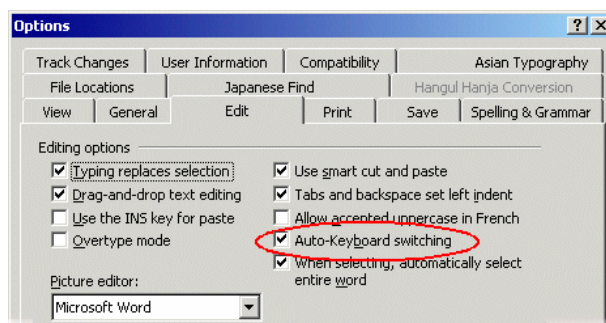 Options
Track Changes User Information Compatibility Asian Typography
File Locations Japanese Find Hangul Hanja Conversion
View General Edit Print Save Spelling & Grammar
Editing options
Typing replaces selection Use smart cut and paste
Drag-and-drop text editing Tabs and backspace set left indent
Use the INS key for paste Allow accented uppercase in French
Overtype mode Auto-Keyboard switching
When selecting, automatically select
entire word
Picture editor:
Microsoft Word